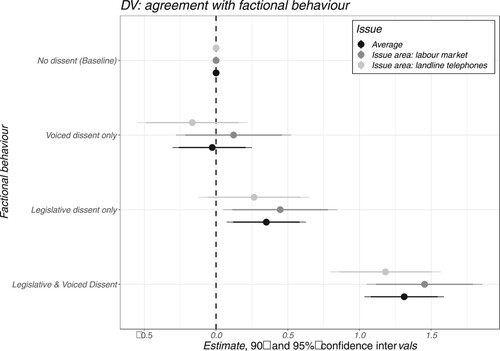 DV: agreement with factional behaviour
Issue
Average
Issue area: labour market
Issue area: landline telephones
Factional behaviour
No dissent (Baseline)
Voiced dissent only
Legislative dissent only
Legislative & Voiced Dissent
□0.5 0.0 0.5 1.0 1.5
Estimate, 90□ and 95%□confidence intervals